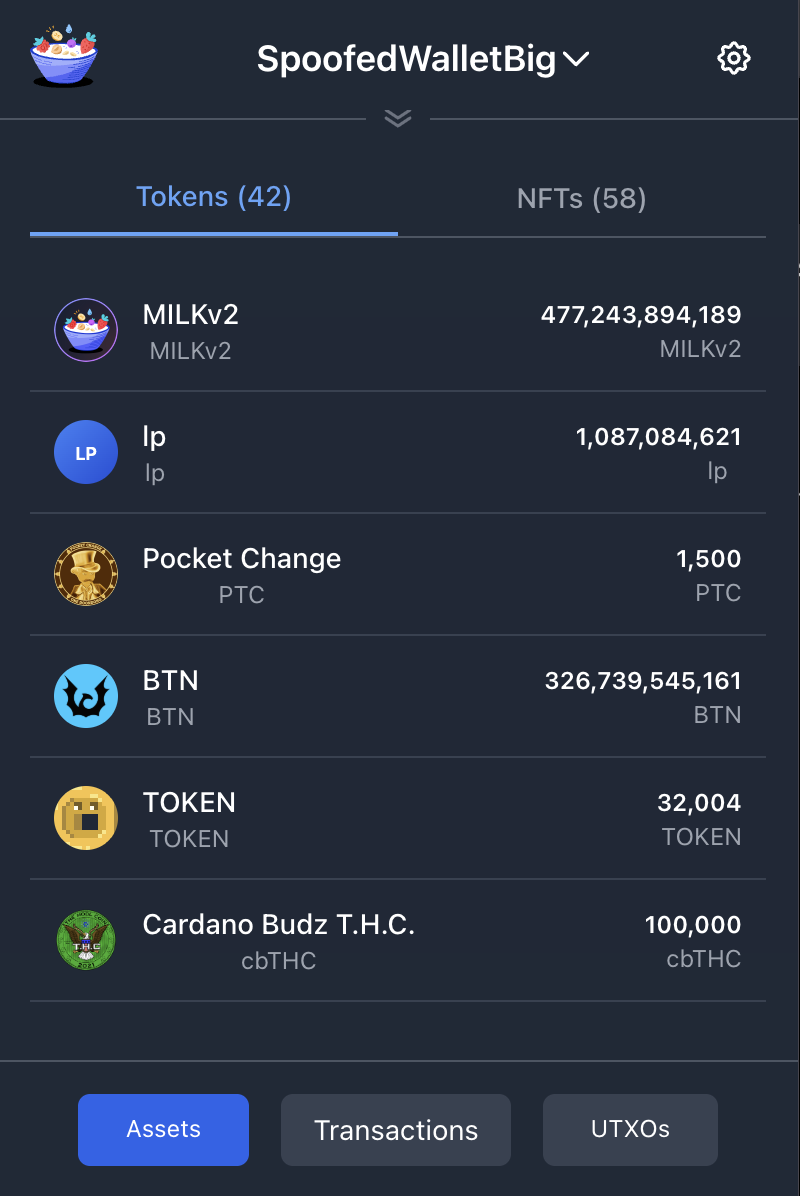 SpoofedWalletBig
Tokens (42)
NFTs (58)
MILKv2
477,243,894,189
MILKv2
MILKv2
lp
1,087,084,621
LP
lp
lp
Pocket Change
1,500
PTC
PTC
BTN
326,739,545,161
BTN
BTN
TOKEN
32,004
TOKEN
TOKEN
Cardano Budz T.H.C.
100,000
T.H.C
cbTHC
cbTHC
2021
Assets
Transactions
UTXOs